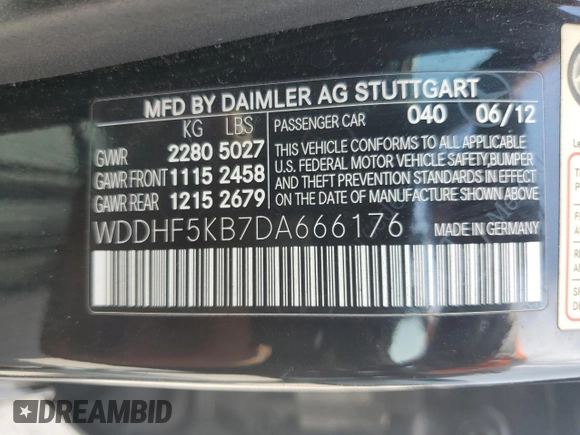 MFD BY DAIMLER AG STUTTGART
KG LBS
GVWR 2280 5027
GAWR FRONT 1115 2458
GAWR REAR 1215 2679
PASSENGER CAR 040 06/12
THIS VEHICLE CONFORMS TO ALL APPLICABLE
U.S. FEDERAL MOTOR VEHICLE SAFETY,BUMPER
AND THEFT PREVENTION STANDARDS IN EFFECT
ON THE DATE OF MANUFACTURE SHOWN ABOVE.
WDDHF5KB7DA666176 MADE IN GERMANY
DREAMBID